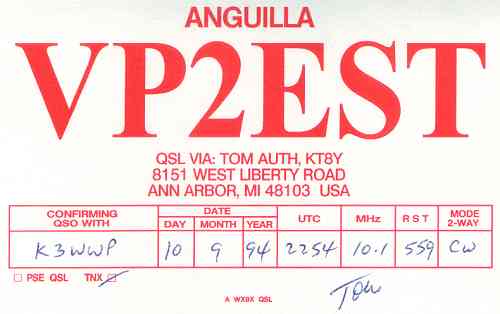 ANGUILLA
VP2EST
QSL VIA: TOM AUTH, KT8Y
8151 WEST LIBERTY ROAD
ANN ARBOR, MI 48103 USA
CONFIRMING QSO WITH DATE DAY MONTH YEAR UTC MHz RST MODE 2-WAY
K3WWP 10 9 94 2254 10.1 559 CW
PSE QSL TNX
A WX9X QSL
Tom